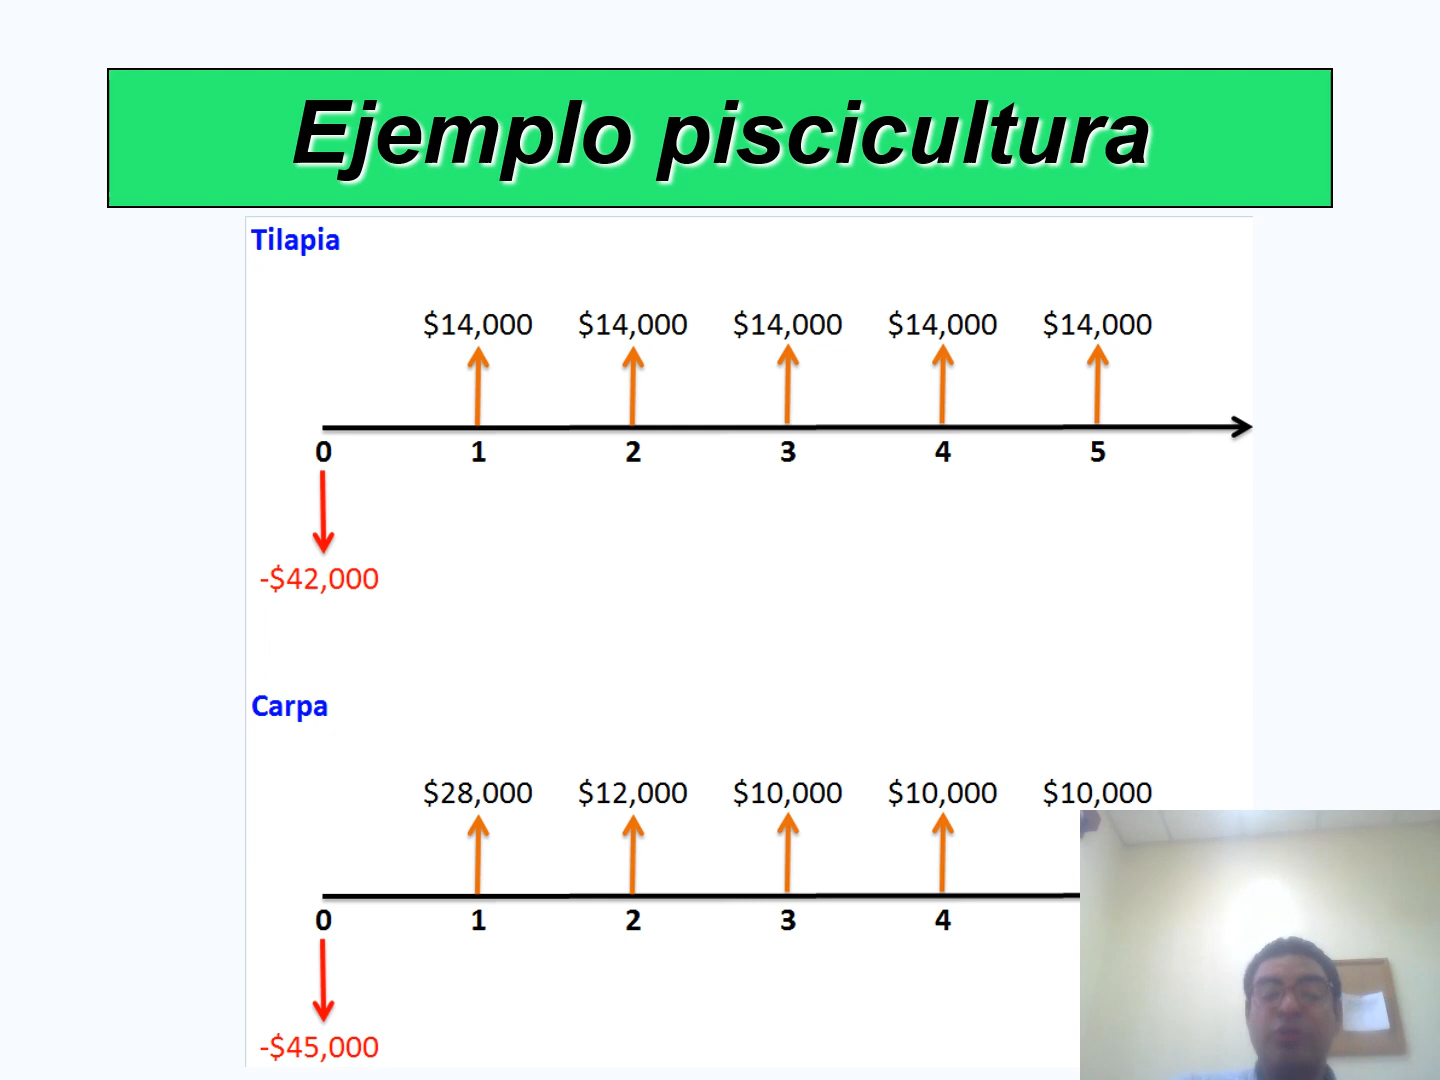 Ejemplo piscicultura
Tilapia
$14,000 $14,000 $14,000 $14,000 $14,000
0 1 2 3 4 5
-$42,000
Carpa
$28,000 $12,000 $10,000 $10,000 $10,000
0 1 2 3 4
-$45,000